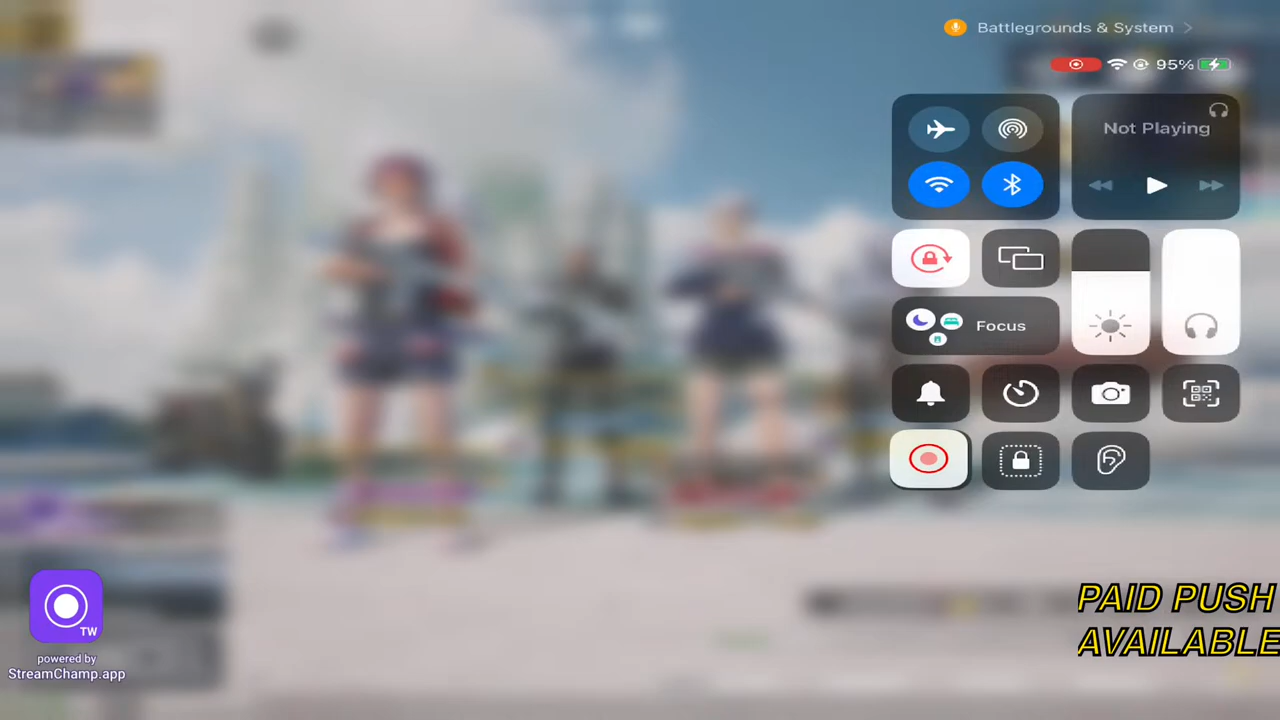 Battlegrounds & System
95%
Not Playing
Focus
TW
powered by
StreamChamp.app
PAID PUSH
AVAILABLE